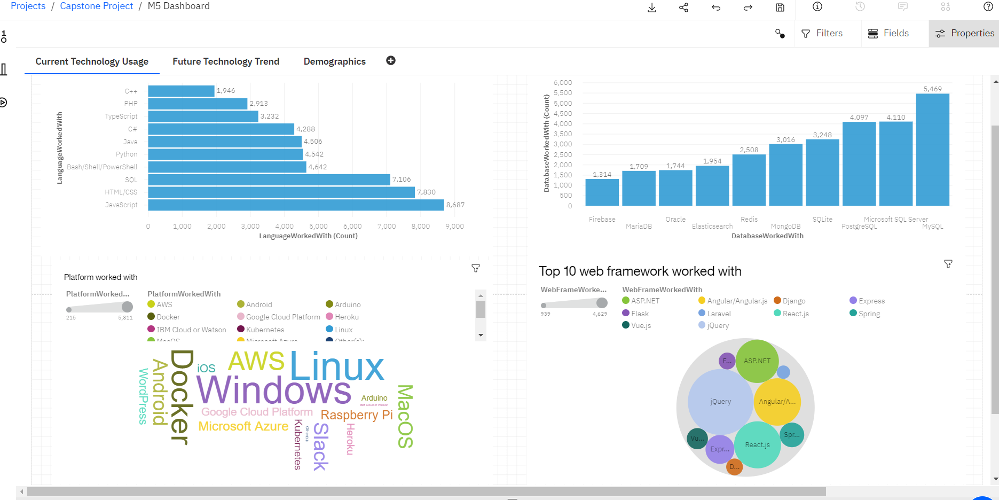 Projects / Capstone Project / M5 Dashboard
Filters
Fields
Properties
Current Technology Usage
Future Technology Trend
Demographics
LanguageWorkedWith
C++ 1,946
PHP 2,913
TypeScript 3,232
C# 4,288
Java 4,506
Python 4,542
Bash/Shell/PowerShell 4,642
SQL 7,106
HTML/CSS 7,830
JavaScript 8,687
0 1,000 2,000 3,000 4,000 5,000 6,000 7,000 8,000 9,000
LanguageWorkedWith (Count)
DatabaseWorkedWith (Count)
6,000
5,500
5,000
4,500
4,000
3,500
3,000
2,500
2,000
1,500
1,000
500
0
1,314 1,709 1,744 1,954 2,508 3,016 3,248 4,097 4,110 5,469
Firebase Oracle Redis SQLite Microsoft SQL Server
MariaDB Elasticsearch MongoDB PostgreSQL MySQL
DatabaseWorkedWith
Platform worked with
PlatformWorked...
215 5,811
PlatformWorkedWith
AWS Android Arduino
Docker Google Cloud Platform Heroku
IBM Cloud or Watson Kubernetes Linux
MacOS Microsoft Azure Other(s):
WordPress
Android
Docker
iOS
AWS
Linux
Windows
Arduino
IBM Cloud or Watson
Google Cloud Platform
Raspberry Pi
Microsoft Azure
Kubernetes
Other(s):
Slack
Heroku
MacOS
Top 10 web framework worked with
WebFrameWorke...
939 4,629
WebFrameWorkedWith
ASP.NET Angular/Angular.js Django Express
Flask Laravel React.js Spring
Vue.js jQuery
F...
ASP.NET
jQuery
Angular/A...
Vu...
Expr...
React.js
Spr...
D...